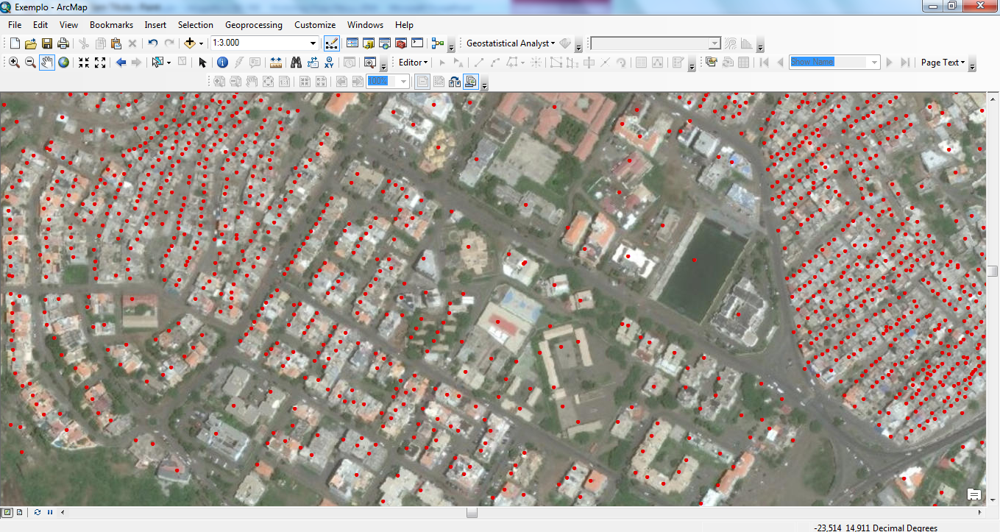 Exemplo - ArcMap
File Edit View Bookmarks Insert Selection Geoprocessing Customize Windows Help
1:3.000 Geostatistical Analyst
Editor Show Name Page Text
100%
-23,514 14,911 Decimal Degrees